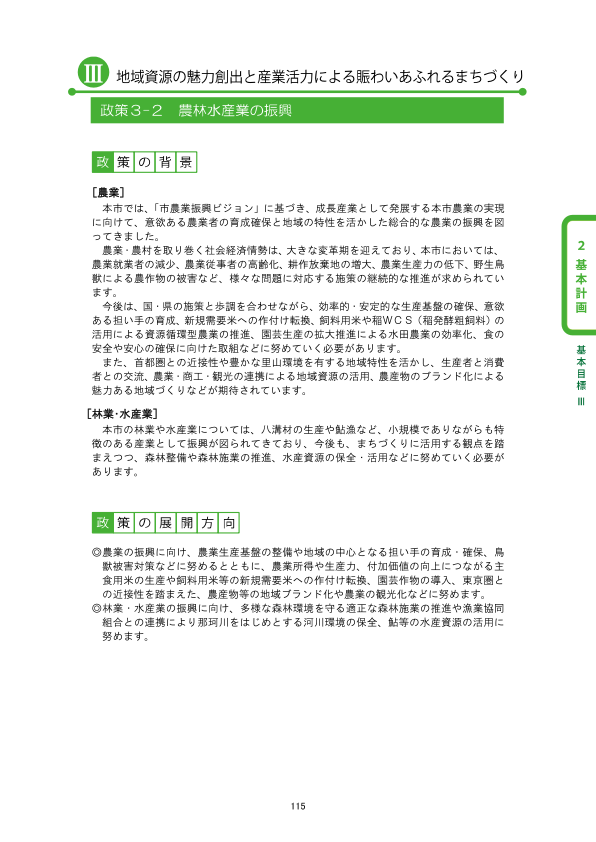 Ⅲ 地域資源の魅力創出と産業活力による賑わいあふれるまちづくり
政策３-２　農林水産業の振興
政策の背景
［農業］
　本市では、「市農業振興ビジョン」に基づき、成長産業として発展する本市農業の実現
に向けて、意欲ある農業者の育成確保と地域の特性を活かした総合的な農業の振興を図
ってきました。
　農業・農村を取り巻く社会経済情勢は、大きな変革期を迎えており、本市においては、
農業就業者の減少、農業従事者の高齢化、耕作放棄地の増大、農業生産力の低下、野生鳥
獣による農作物の被害など、様々な問題に対応する施策の継続的な推進が求められてい
ます。
　今後は、国・県の施策と歩調を合わせながら、効率的・安定的な生産基盤の確保、意欲
ある担い手の育成、新規需要米への作付け転換、飼料用米や稲ＷＣＳ（稲発酵粗飼料）の
活用による資源循環型農業の推進、園芸生産の拡大推進による水田農業の効率化、食の
安全や安心の確保に向けた取組などに努めていく必要があります。
　また、首都圏との近接性や豊かな里山環境を有する地域特性を活かし、生産者と消費
者との交流、農業・商工・観光の連携による地域資源の活用、農産物のブランド化による
魅力ある地域づくりなどが期待されています。
［林業・水産業］
　本市の林業や水産業については、八溝材の生産や鮎漁など、小規模でありながらも特
徴のある産業として振興が図られてきており、今後も、まちづくりに活用する観点を踏
まえつつ、森林整備や森林施業の推進、水産資源の保全・活用などに努めていく必要が
あります。
政策の展開方向
◎農業の振興に向け、農業生産基盤の整備や地域の中心となる担い手の育成・確保、鳥
獣被害対策などに努めるとともに、農業所得や生産力、付加価値の向上につながる主
食用米の生産や飼料用米等の新規需要米への作付け転換、園芸作物の導入、東京圏と
の近接性を踏まえた、農産物等の地域ブランド化や農業の観光化などに努めます。
◎林業・水産業の振興に向け、多様な森林環境を守る適正な森林施業の推進や漁業協同
組合との連携により那珂川をはじめとする河川環境の保全、鮎等の水産資源の活用に
努めます。
２ 基本計画
基本目標 Ⅲ
115